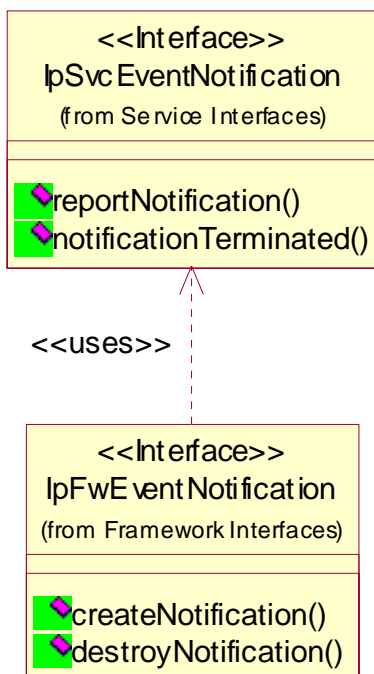 <<Interface>>
IpSvcEventNotification
(from Service Interfaces)
reportNotification()
notificationTerminated()
<<uses>>
<<Interface>>
IpFwEventNotification
(from Framework Interfaces)
createNotification()
destroyNotification()